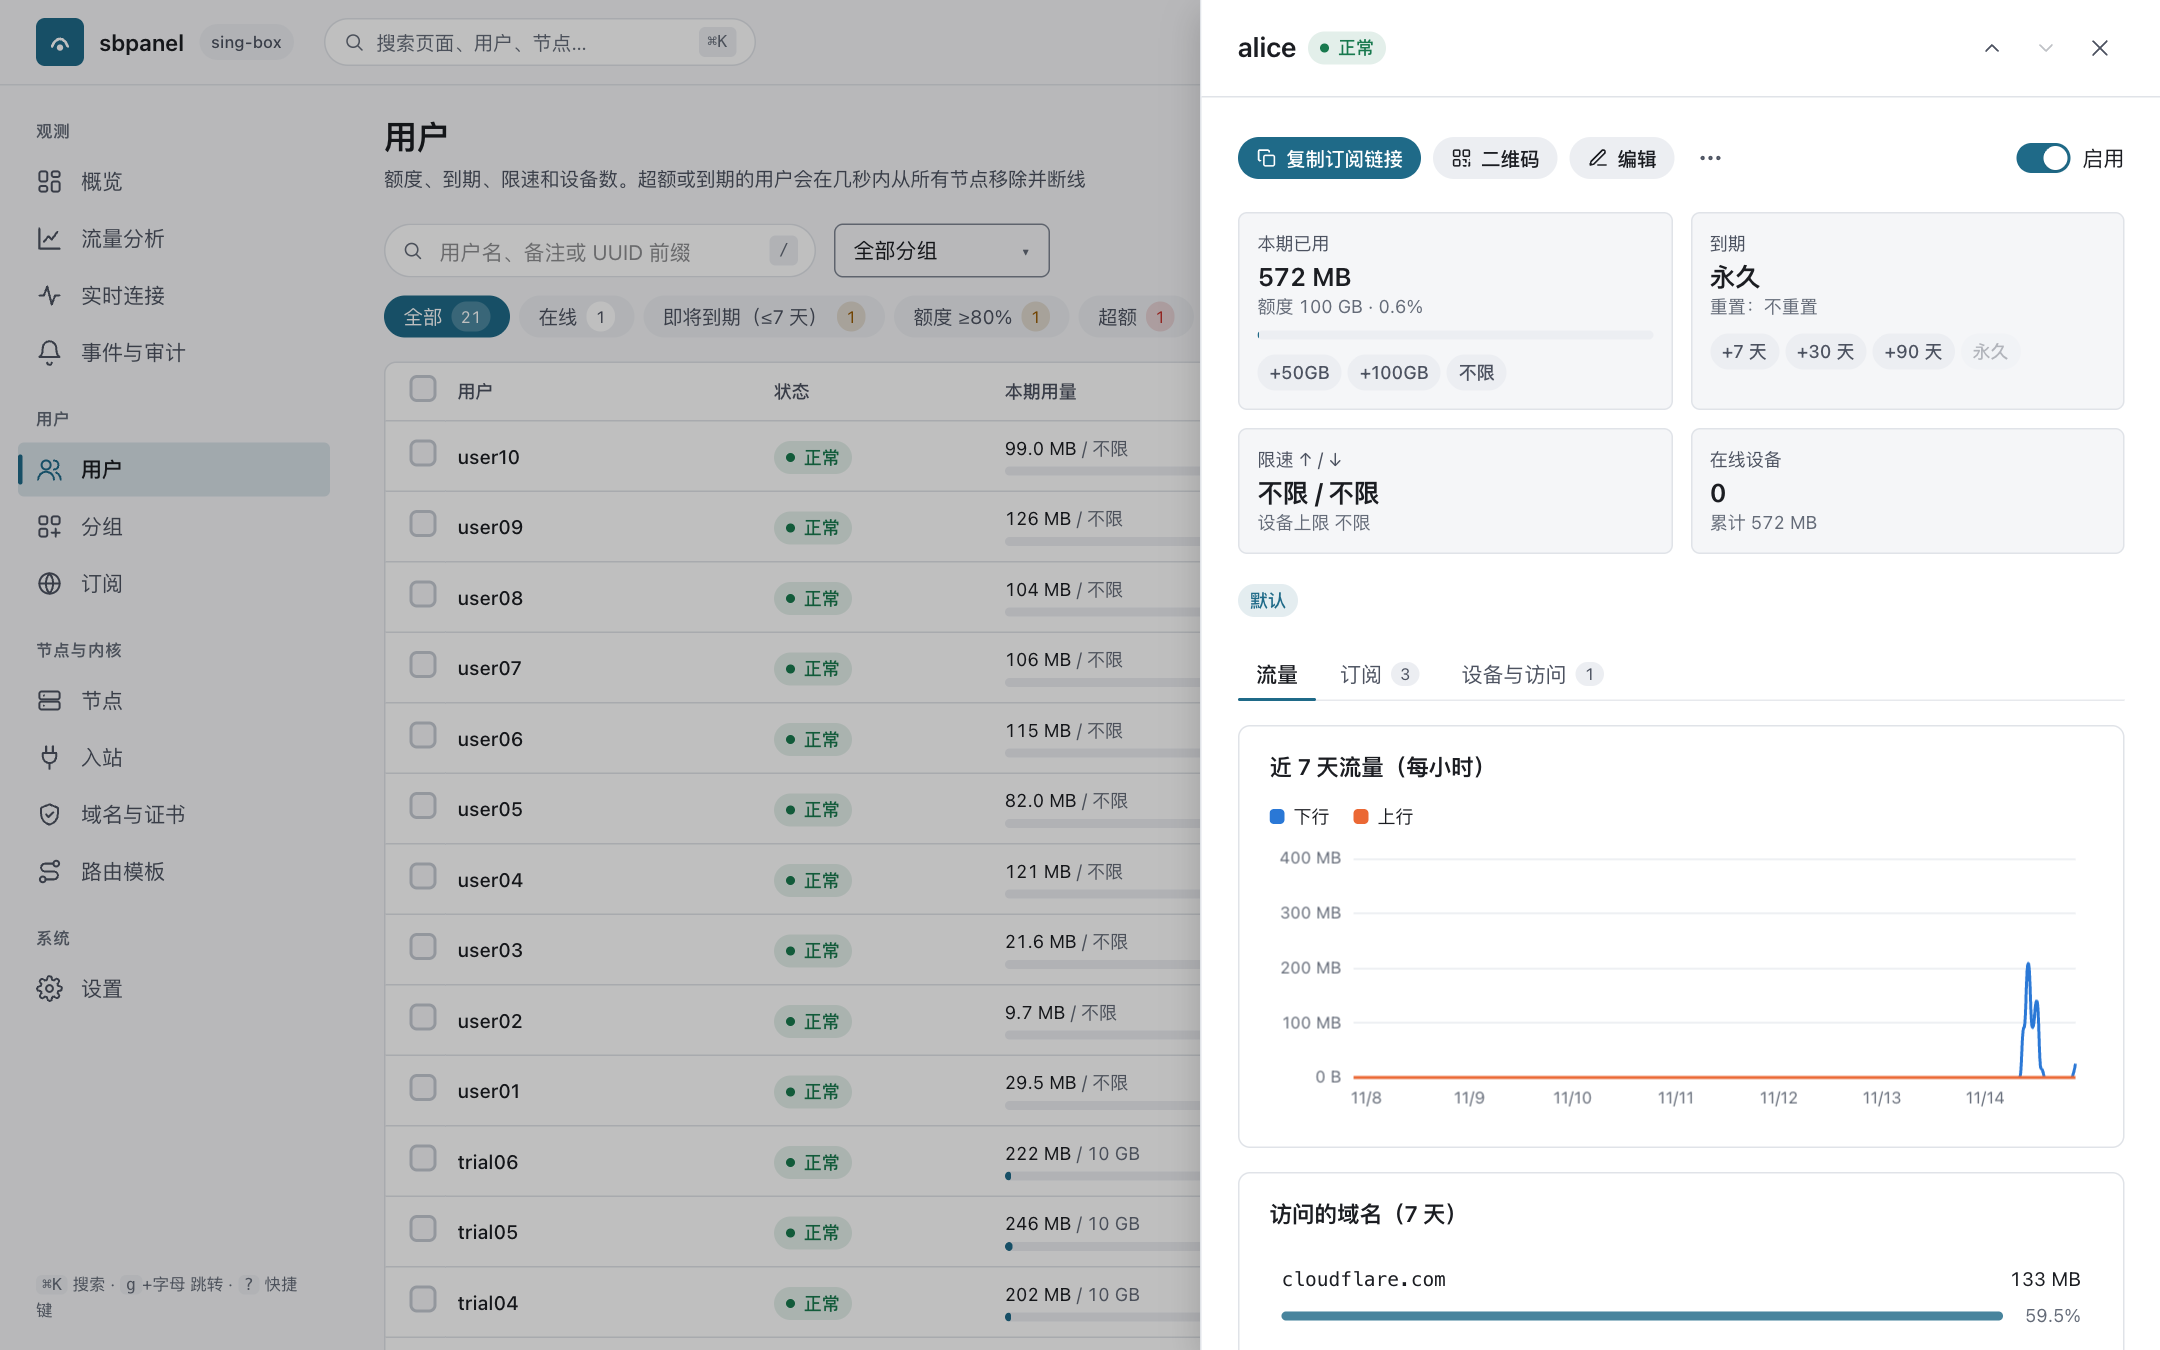 sbpanel sing-box
搜索页面、用户、节点... ⌘K
观测
概览
流量分析
实时连接
事件与审计
用户
用户
分组
订阅
节点与内核
节点
入站
域名与证书
路由模板
系统
设置
⌘K 搜索 · g +字母 跳转 · ? 快捷
键
用户
额度、到期、限速和设备数。超额或到期的用户会在几秒内从所有节点移除并断线
用户名、备注或 UUID 前缀 /
全部分组
全部 21 在线 1 即将到期（≤7 天） 1 额度 ≥80% 1 超额 1
用户 状态 本期用量
user10 正常 99.0 MB / 不限
user09 正常 126 MB / 不限
user08 正常 104 MB / 不限
user07 正常 106 MB / 不限
user06 正常 115 MB / 不限
user05 正常 82.0 MB / 不限
user04 正常 121 MB / 不限
user03 正常 21.6 MB / 不限
user02 正常 9.7 MB / 不限
user01 正常 29.5 MB / 不限
trial06 正常 222 MB / 10 GB
trial05 正常 246 MB / 10 GB
trial04 正常 202 MB / 10 GB
alice 正常
复制订阅链接 二维码 编辑 ··· 启用
本期已用
572 MB
额度 100 GB · 0.6%
+50GB +100GB 不限
到期
永久
重置：不重置
+7 天 +30 天 +90 天 永久
限速 ↑ / ↓
不限 / 不限
设备上限 不限
在线设备
0
累计 572 MB
默认
流量 订阅 3 设备与访问 1
近 7 天流量（每小时）
下行 上行
400 MB
300 MB
200 MB
100 MB
0 B
11/8 11/9 11/10 11/11 11/12 11/13 11/14
访问的域名（7 天）
cloudflare.com 133 MB
59.5%